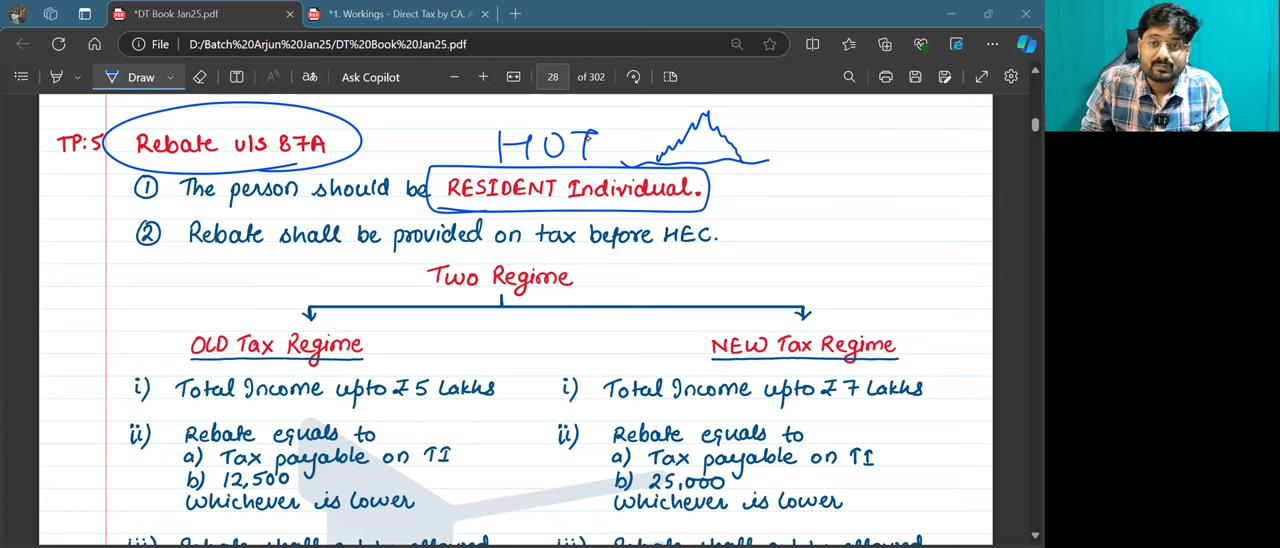 *DT Book Jan25.pdf
*1. Workings - Direct Tax by CA. A
File
D:/Batch%20Arjun%20Jan25/DT%20Book%20Jan25.pdf
Draw
aあ
Ask Copilot
28 of 302
TP:5 Rebate u/s 87A
HOT
① The person should be RESIDENT Individual.
② Rebate shall be provided on tax before HEC.
Two Regime
OLD Tax Regime
NEW Tax Regime
i) Total Income upto ₹ 5 Lakhs
i) Total Income upto ₹ 7 Lakhs
ii) Rebate equals to
a) Tax payable on TI
b) 12,500
Whichever is lower
ii) Rebate equals to
a) Tax payable on TI
b) 25,000
Whichever is lower